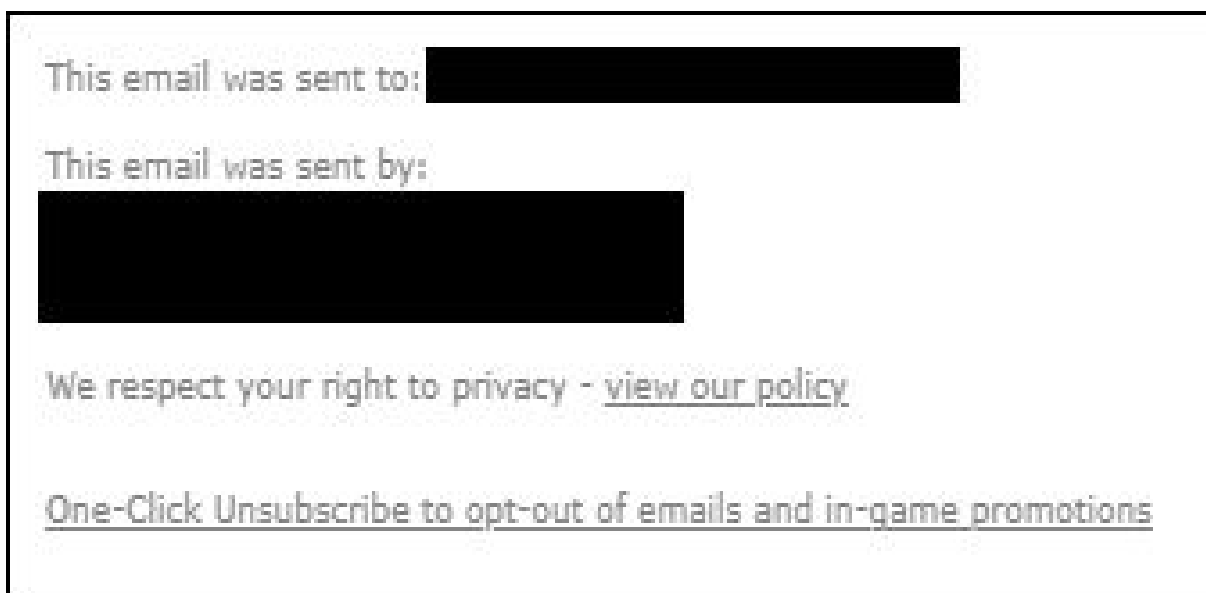 This email was sent to:
This email was sent by:
We respect your right to privacy - view our policy
One-Click Unsubscribe to opt-out of emails and in-game promotions